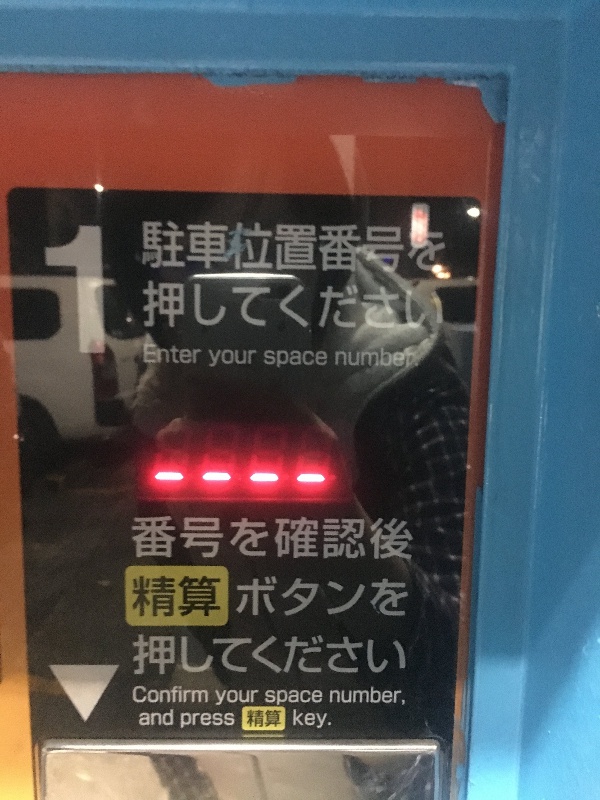 1
駐車位置番号を
押してください
Enter your space number.
- - - -
番号を確認後
精算 ボタンを
押してください
Confirm your space number,
and press 精算 key.